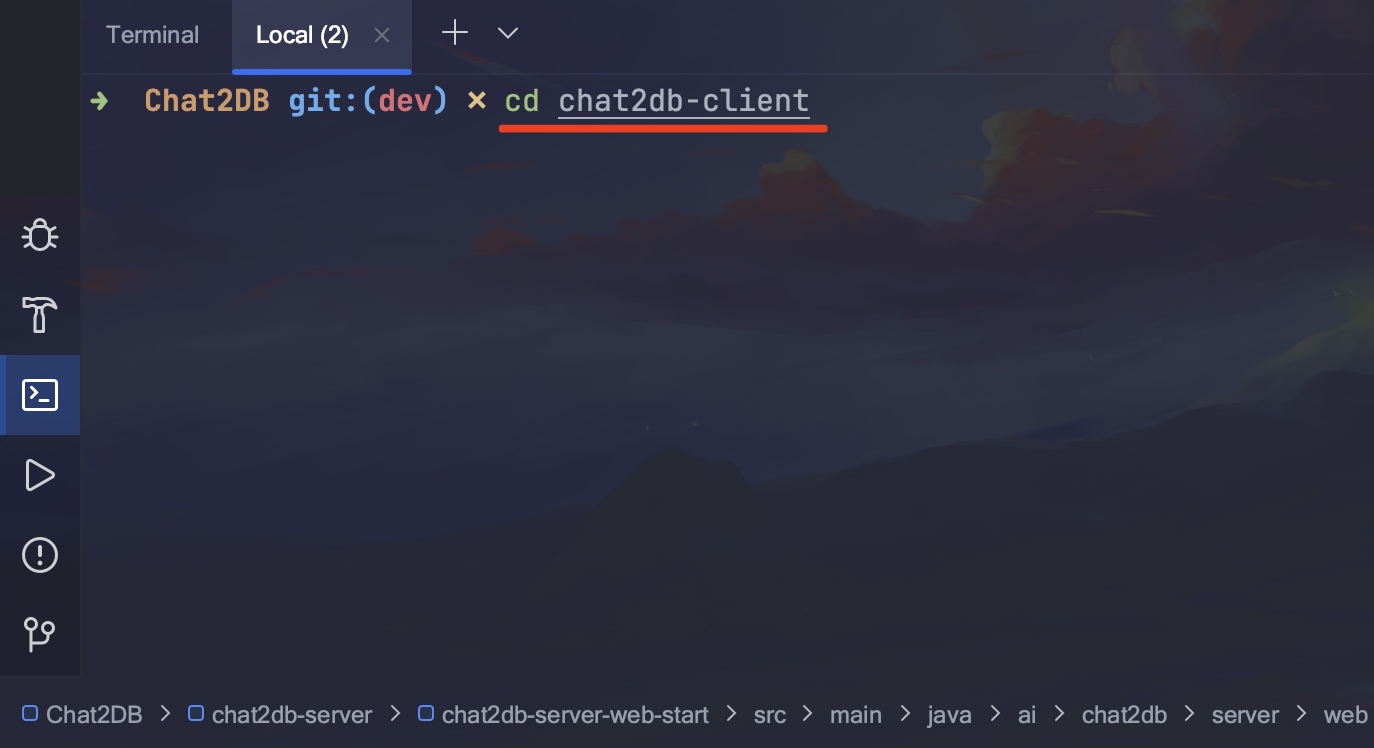 Terminal Local (2)
➜ Chat2DB git:(dev) ✗ cd chat2db-client
Chat2DB > chat2db-server > chat2db-server-web-start > src > main > java > ai > chat2db > server > web